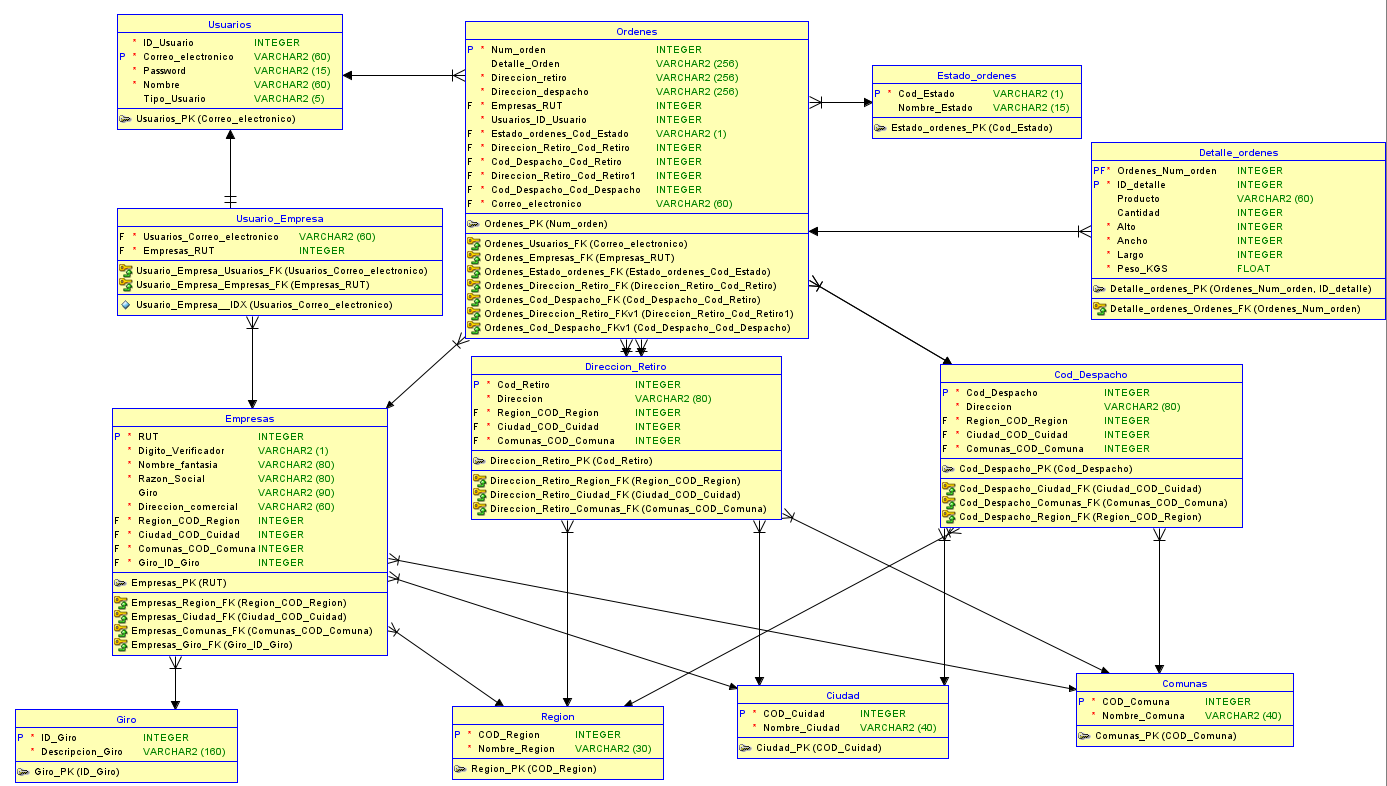 Usuarios
* ID_Usuario INTEGER
P * Correo_electronico VARCHAR2 (60)
* Password VARCHAR2 (15)
* Nombre VARCHAR2 (60)
Tipo_Usuario VARCHAR2 (5)
Usuarios_PK (Correo_electronico)
Ordenes
P * Num_orden INTEGER
Detalle_Orden VARCHAR2 (256)
* Direccion_retiro VARCHAR2 (256)
* Direccion_despacho VARCHAR2 (256)
F * Empresas_RUT INTEGER
* Usuarios_ID_Usuario INTEGER
F * Estado_ordenes_Cod_Estado VARCHAR2 (1)
F * Direccion_Retiro_Cod_Retiro INTEGER
F * Cod_Despacho_Cod_Retiro INTEGER
F * Direccion_Retiro_Cod_Retiro1 INTEGER
F * Cod_Despacho_Cod_Despacho INTEGER
F * Correo_electronico VARCHAR2 (60)
Ordenes_PK (Num_orden)
Ordenes_Usuarios_FK (Correo_electronico)
Ordenes_Empresas_FK (Empresas_RUT)
Ordenes_Estado_ordenes_FK (Estado_ordenes_Cod_Estado)
Ordenes_Direccion_Retiro_FK (Direccion_Retiro_Cod_Retiro)
Ordenes_Cod_Despacho_FK (Cod_Despacho_Cod_Retiro)
Ordenes_Direccion_Retiro_FKv1 (Direccion_Retiro_Cod_Retiro1)
Ordenes_Cod_Despacho_FKv1 (Cod_Despacho_Cod_Despacho)
Estado_ordenes
P * Cod_Estado VARCHAR2 (1)
Nombre_Estado VARCHAR2 (15)
Estado_ordenes_PK (Cod_Estado)
Detalle_ordenes
PF* Ordenes_Num_orden INTEGER
P * ID_detalle INTEGER
Producto VARCHAR2 (60)
Cantidad INTEGER
* Alto INTEGER
* Ancho INTEGER
* Largo INTEGER
* Peso_KGS FLOAT
Detalle_ordenes_PK (Ordenes_Num_orden, ID_detalle)
Detalle_ordenes_Ordenes_FK (Ordenes_Num_orden)
Usuario_Empresa
F * Usuarios_Correo_electronico VARCHAR2 (60)
F * Empresas_RUT INTEGER
Usuario_Empresa_Usuarios_FK (Usuarios_Correo_electronico)
Usuario_Empresa_Empresas_FK (Empresas_RUT)
Usuario_Empresa__IDX (Usuarios_Correo_electronico)
Direccion_Retiro
P * Cod_Retiro INTEGER
* Direccion VARCHAR2 (80)
F * Region_COD_Region INTEGER
F * Ciudad_COD_Cuidad INTEGER
F * Comunas_COD_Comuna INTEGER
Direccion_Retiro_PK (Cod_Retiro)
Direccion_Retiro_Region_FK (Region_COD_Region)
Direccion_Retiro_Ciudad_FK (Ciudad_COD_Cuidad)
Direccion_Retiro_Comunas_FK (Comunas_COD_Comuna)
Cod_Despacho
P * Cod_Despacho INTEGER
* Direccion VARCHAR2 (80)
F * Region_COD_Region INTEGER
F * Ciudad_COD_Cuidad INTEGER
F * Comunas_COD_Comuna INTEGER
Cod_Despacho_PK (Cod_Despacho)
Cod_Despacho_Ciudad_FK (Ciudad_COD_Cuidad)
Cod_Despacho_Comunas_FK (Comunas_COD_Comuna)
Cod_Despacho_Region_FK (Region_COD_Region)
Empresas
P * RUT INTEGER
* Digito_Verificador VARCHAR2 (1)
* Nombre_fantasia VARCHAR2 (80)
* Razon_Social VARCHAR2 (80)
Giro VARCHAR2 (90)
* Direccion_comercial VARCHAR2 (60)
F * Region_COD_Region INTEGER
F * Ciudad_COD_Cuidad INTEGER
F * Comunas_COD_Comuna INTEGER
F * Giro_ID_Giro INTEGER
Empresas_PK (RUT)
Empresas_Region_FK (Region_COD_Region)
Empresas_Ciudad_FK (Ciudad_COD_Cuidad)
Empresas_Comunas_FK (Comunas_COD_Comuna)
Empresas_Giro_FK (Giro_ID_Giro)
Giro
P * ID_Giro INTEGER
* Descripcion_Giro VARCHAR2 (160)
Giro_PK (ID_Giro)
Region
P * COD_Region INTEGER
* Nombre_Region VARCHAR2 (30)
Region_PK (COD_Region)
Ciudad
P * COD_Cuidad INTEGER
* Nombre_Ciudad VARCHAR2 (40)
Ciudad_PK (COD_Cuidad)
Comunas
P * COD_Comuna INTEGER
* Nombre_Comuna VARCHAR2 (40)
Comunas_PK (COD_Comuna)